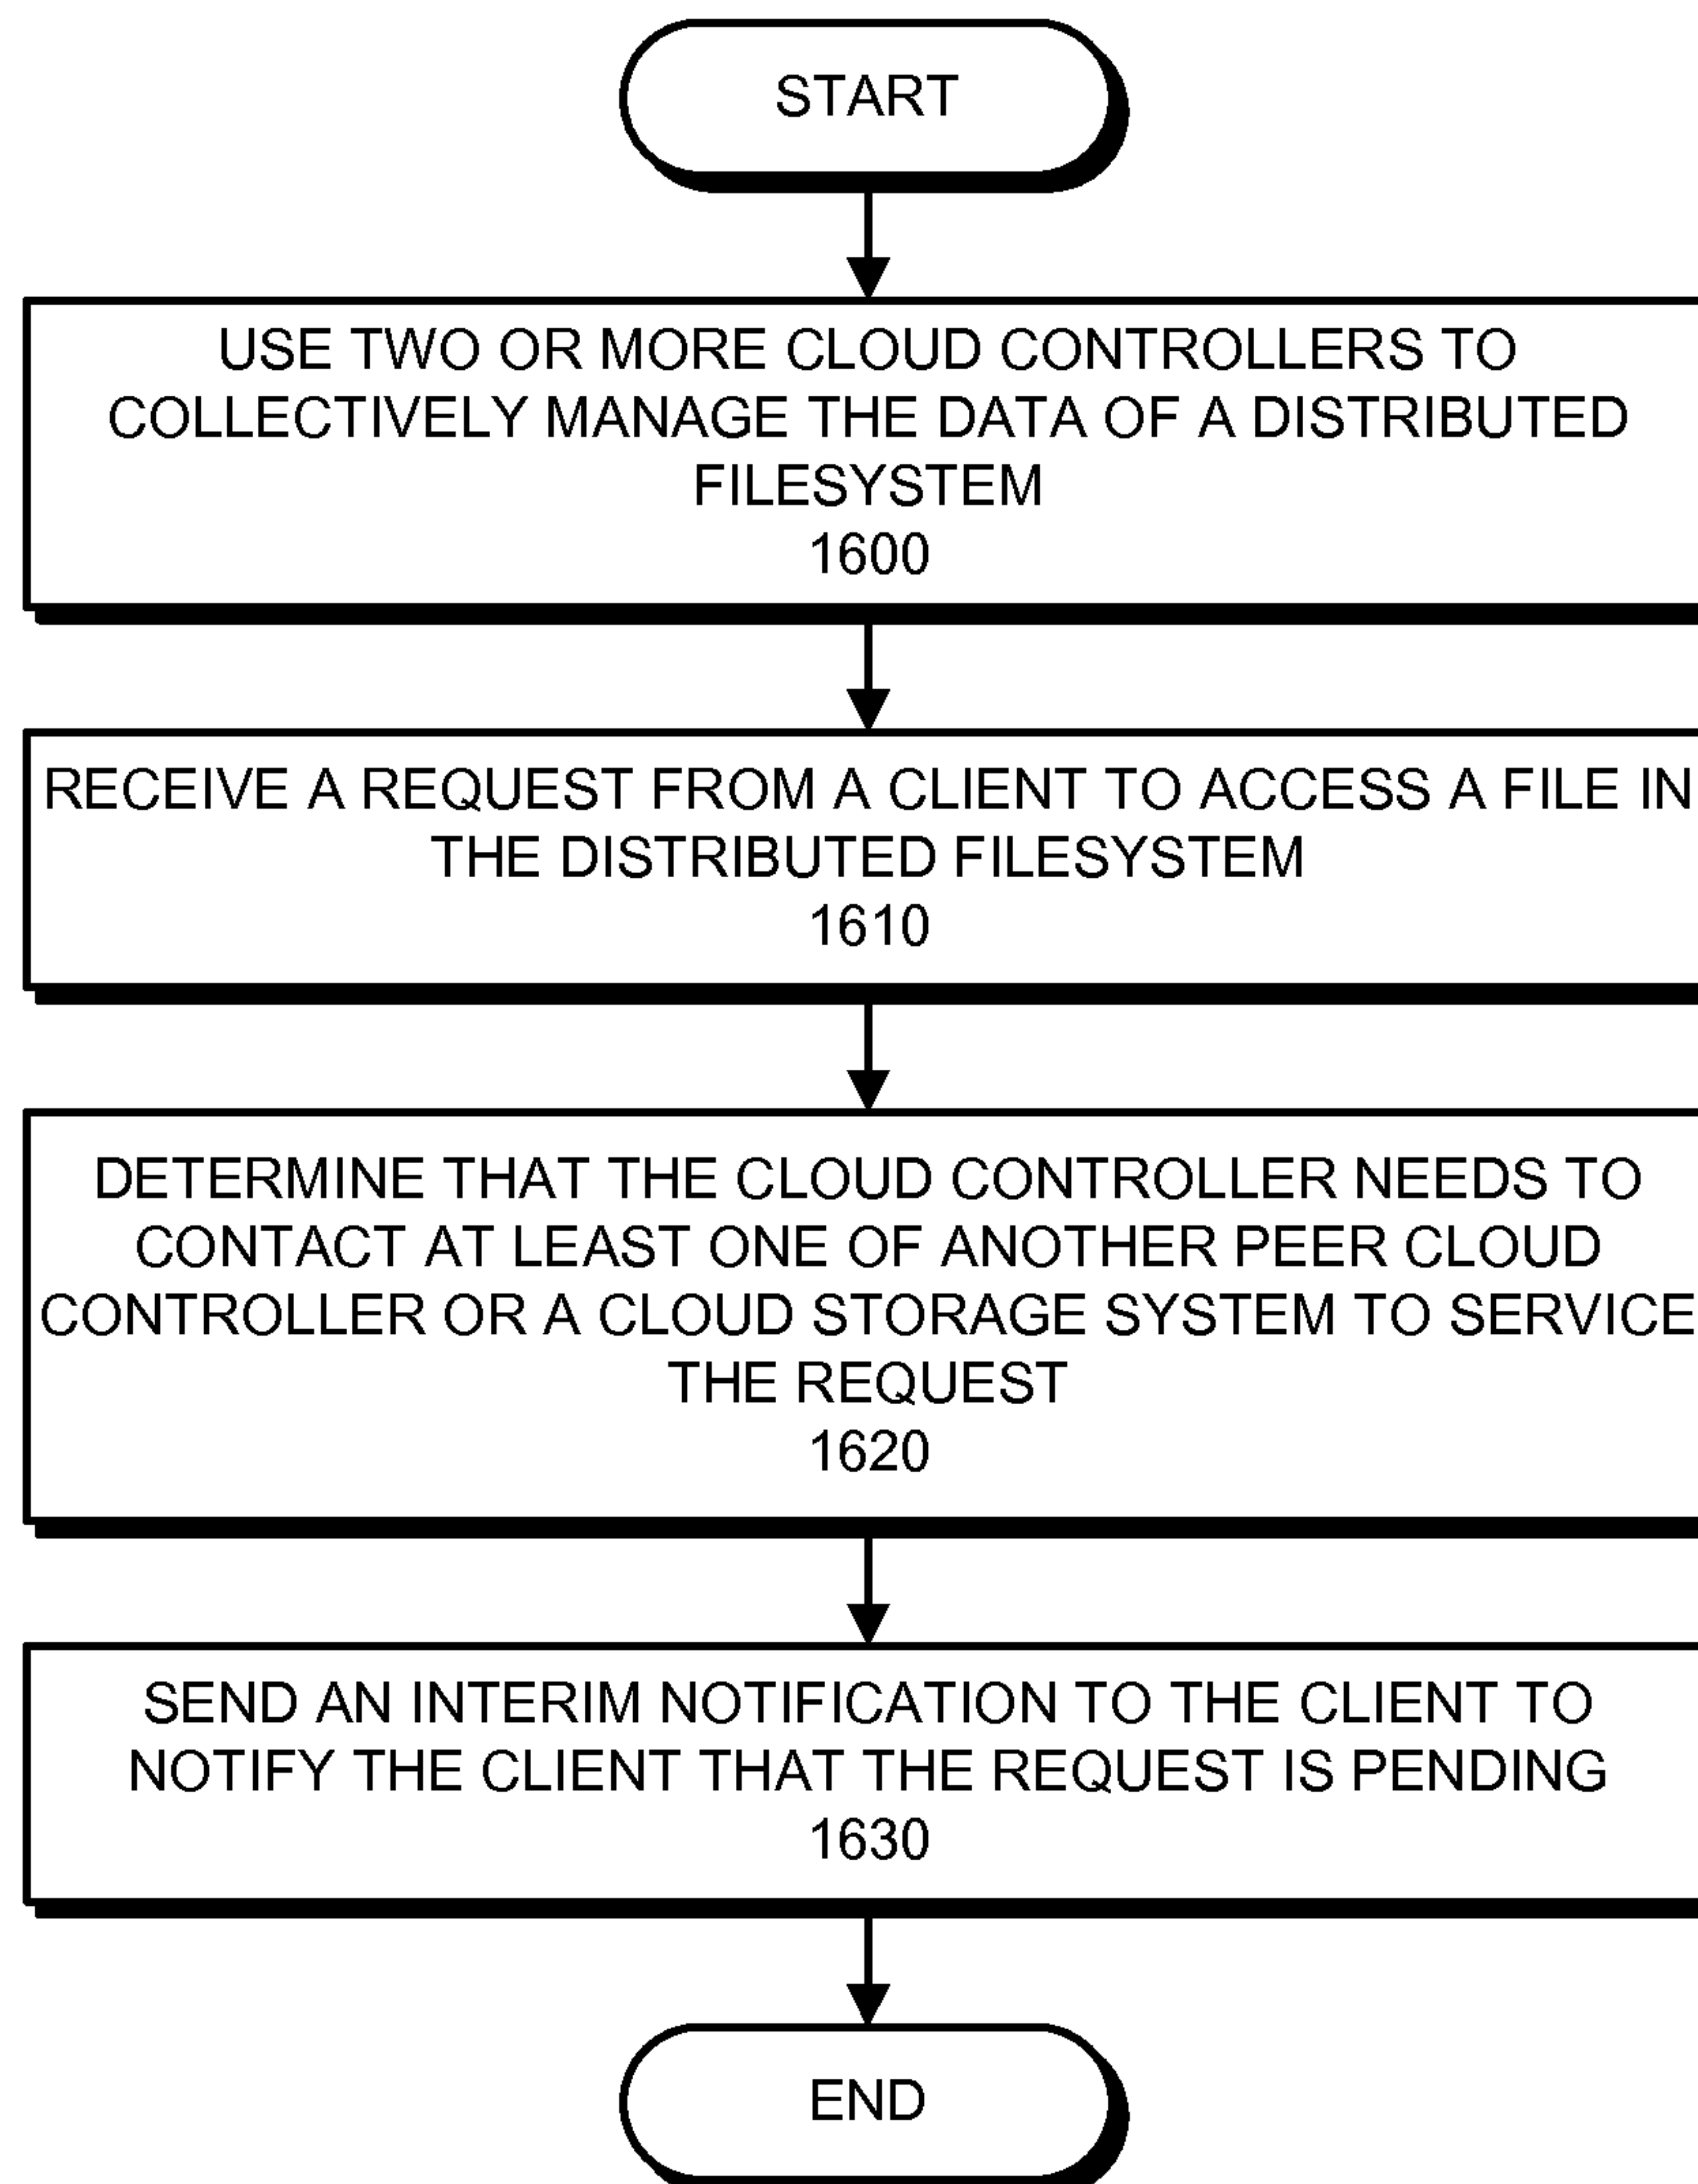 START
USE TWO OR MORE CLOUD CONTROLLERS TO
COLLECTIVELY MANAGE THE DATA OF A DISTRIBUTED
FILESYSTEM
1600
RECEIVE A REQUEST FROM A CLIENT TO ACCESS A FILE IN
THE DISTRIBUTED FILESYSTEM
1610
DETERMINE THAT THE CLOUD CONTROLLER NEEDS TO
CONTACT AT LEAST ONE OF ANOTHER PEER CLOUD
CONTROLLER OR A CLOUD STORAGE SYSTEM TO SERVICE
THE REQUEST
1620
SEND AN INTERIM NOTIFICATION TO THE CLIENT TO
NOTIFY THE CLIENT THAT THE REQUEST IS PENDING
1630
END